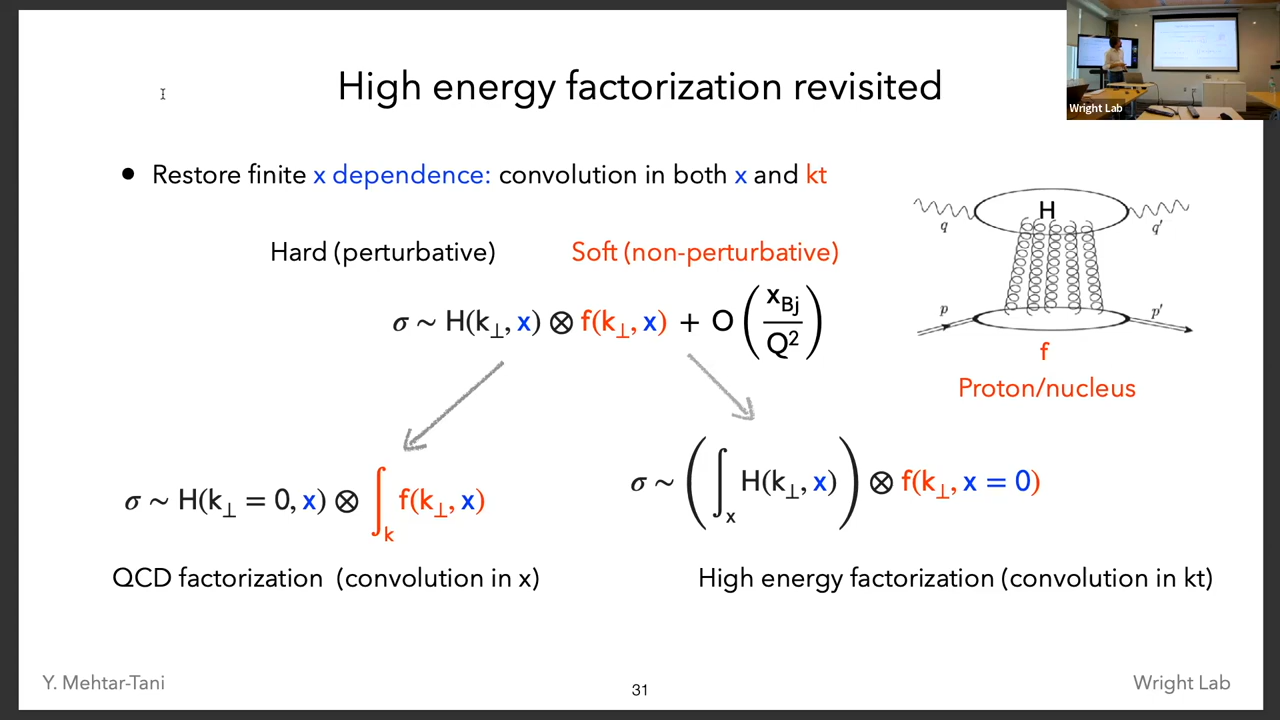 Wright Lab
High energy factorization revisited
● Restore finite x dependence: convolution in both x and kt
Hard (perturbative) Soft (non-perturbative)
σ ∼ H(k⊥, x) ⊗ f(k⊥, x) + O(xBj/Q²)
H
q q′
p p′
f
Proton/nucleus
σ ∼ H(k⊥ = 0, x) ⊗ ∫k f(k⊥, x)
σ ∼ (∫x H(k⊥, x)) ⊗ f(k⊥, x = 0)
QCD factorization (convolution in x)
High energy factorization (convolution in kt)
Y. Mehtar-Tani
31
Wright Lab